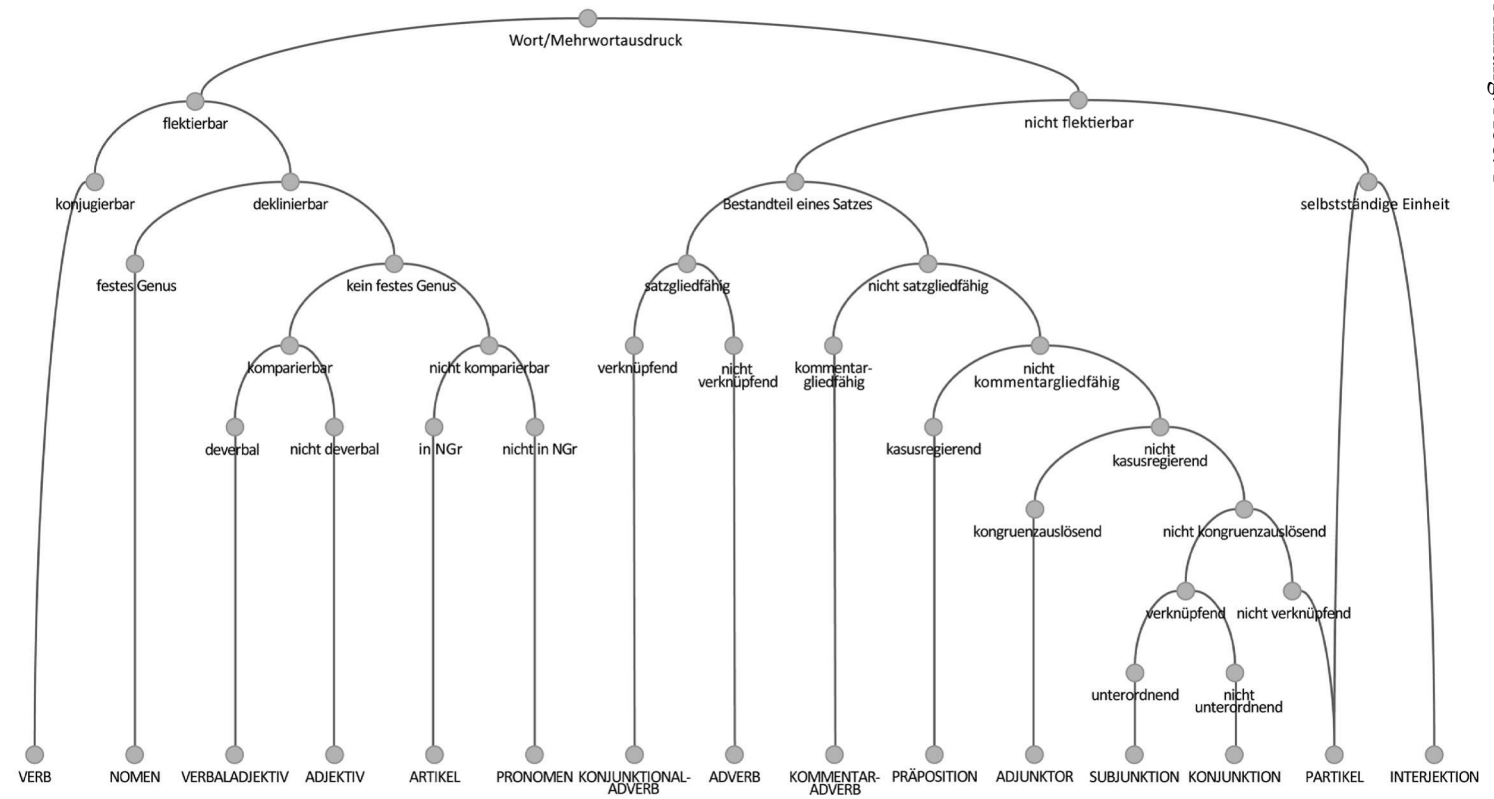 Wort/Mehrwortausdruck
flektierbar
nicht flektierbar
konjugierbar
deklinierbar
Bestandteil eines Satzes
selbstständige Einheit
festes Genus
kein festes Genus
satzgliedfähig
nicht satzgliedfähig
komparierbar
nicht komparierbar
verknüpfend
nicht
verknüpfend
kommentar-
gliedfähig
nicht
kommentargliedfähig
deverbal
nicht deverbal
in NGr
nicht in NGr
kasusregierend
nicht
kasusregierend
kongruenzauslösend
nicht kongruenzauslösend
verknüpfend
nicht verknüpfend
unterordnend
nicht
unterordnend
VERB
NOMEN
VERBALADJEKTIV
ADJEKTIV
ARTIKEL
PRONOMEN
KONJUNKTIONAL-
ADVERB
ADVERB
KOMMENTAR-
ADVERB
PRÄPOSITION
ADJUNKTOR
SUBJUNKTION
KONJUNKTION
PARTIKEL
INTERJEKTION